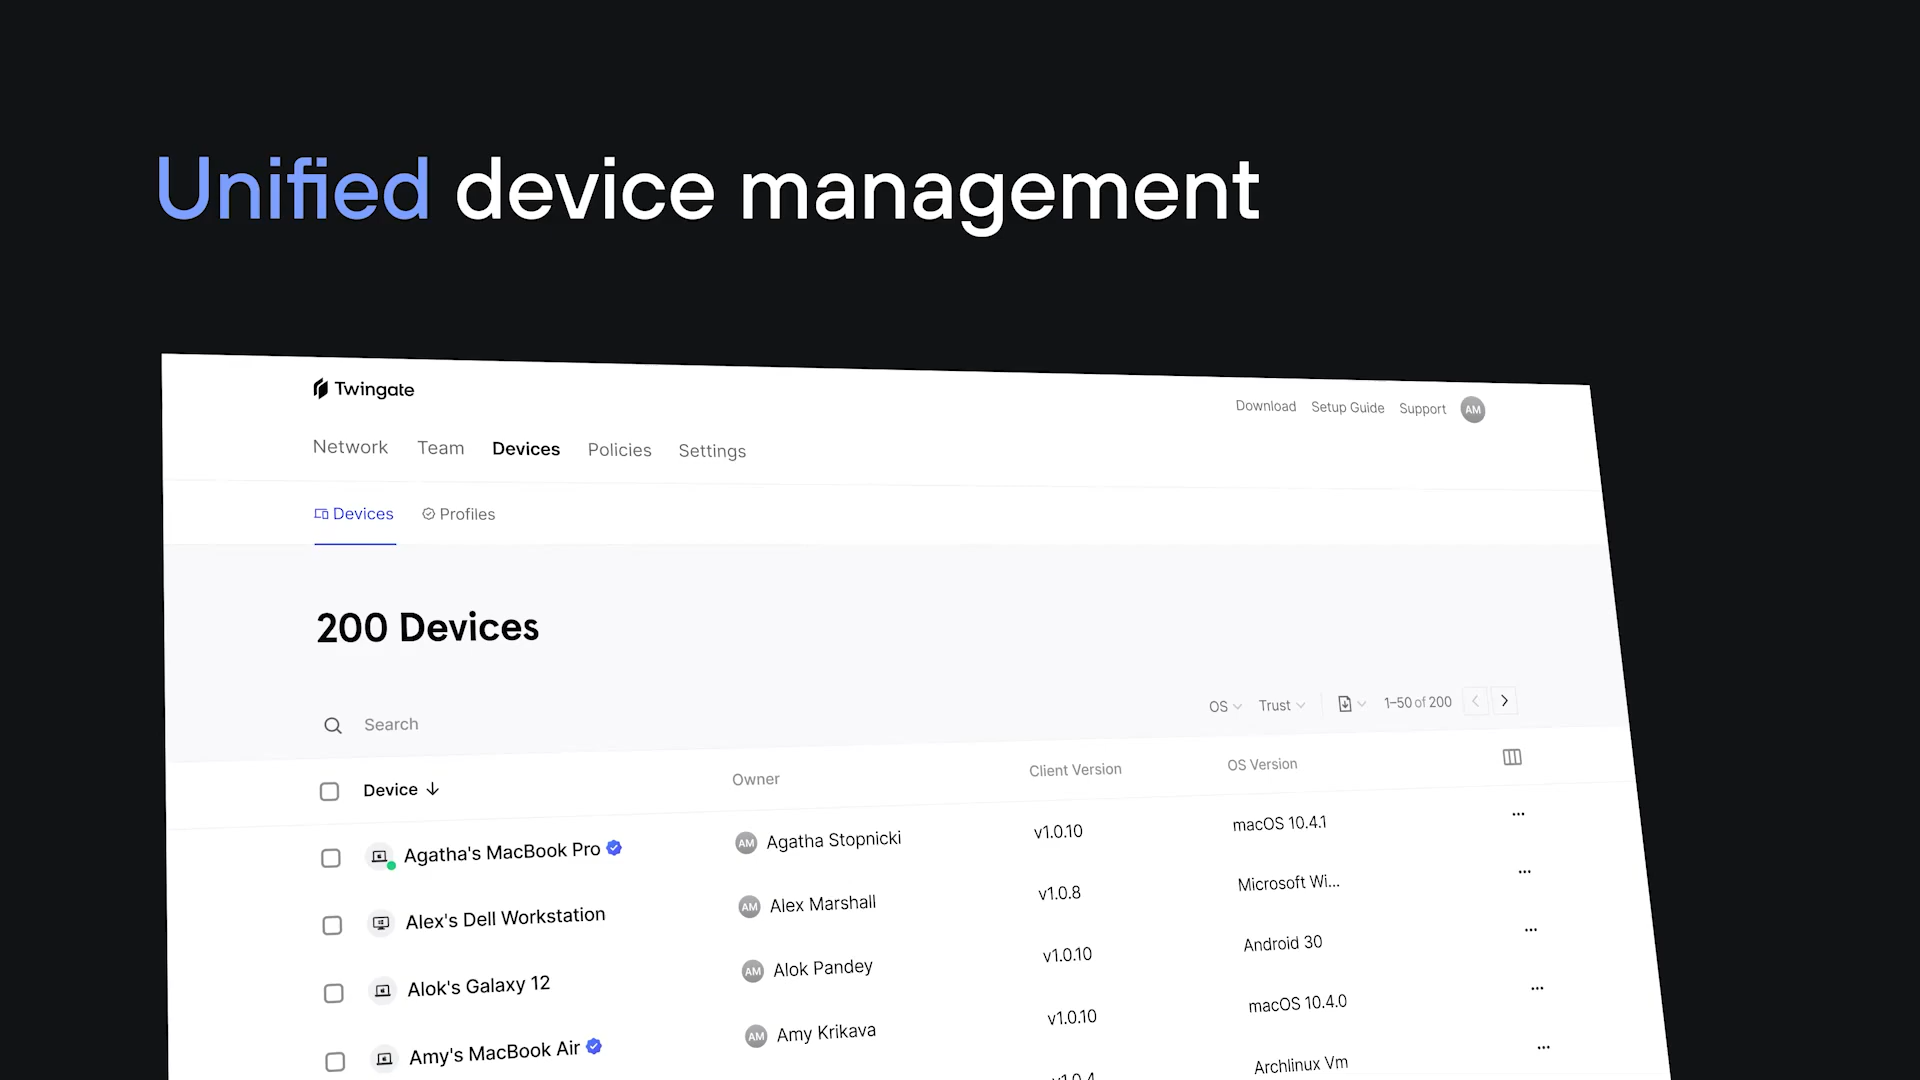 Unified device management
Twingate
Download Setup Guide Support AM
Network Team Devices Policies Settings
Devices Profiles
200 Devices
Search OS Trust 1–50 of 200
Device Owner Client Version OS Version
Agatha's MacBook Pro AM Agatha Stopnicki v1.0.10 macOS 10.4.1
Alex's Dell Workstation AM Alex Marshall v1.0.8 Microsoft Wi...
Alok's Galaxy 12 AM Alok Pandey v1.0.10 Android 30
Amy's MacBook Air AM Amy Krikava v1.0.10 macOS 10.4.0
Archlinux Vm